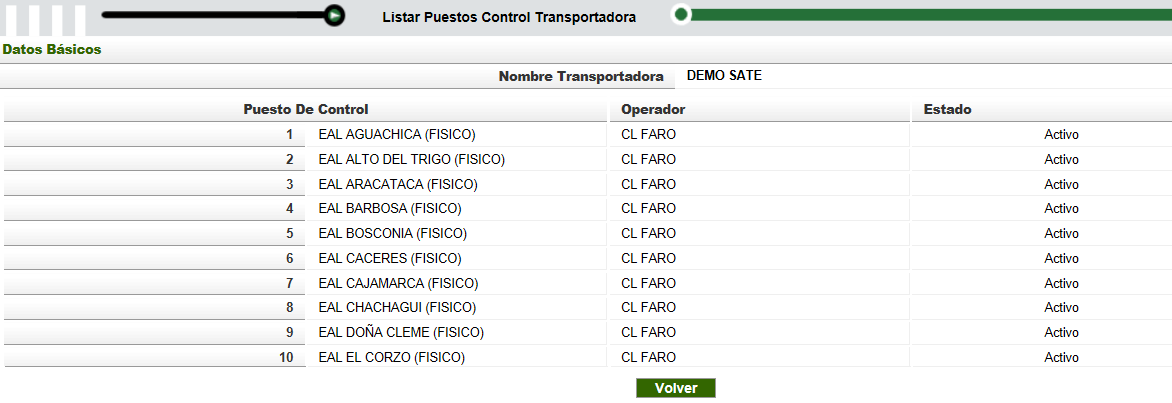 Listar Puestos Control Transportadora
Datos Básicos
Nombre Transportadora DEMO SATE
Puesto De Control Operador Estado
1 EAL AGUACHICA (FISICO) CL FARO Activo
2 EAL ALTO DEL TRIGO (FISICO) CL FARO Activo
3 EAL ARACATACA (FISICO) CL FARO Activo
4 EAL BARBOSA (FISICO) CL FARO Activo
5 EAL BOSCONIA (FISICO) CL FARO Activo
6 EAL CACERES (FISICO) CL FARO Activo
7 EAL CAJAMARCA (FISICO) CL FARO Activo
8 EAL CHACHAGUI (FISICO) CL FARO Activo
9 EAL DOÑA CLEME (FISICO) CL FARO Activo
10 EAL EL CORZO (FISICO) CL FARO Activo
Volver